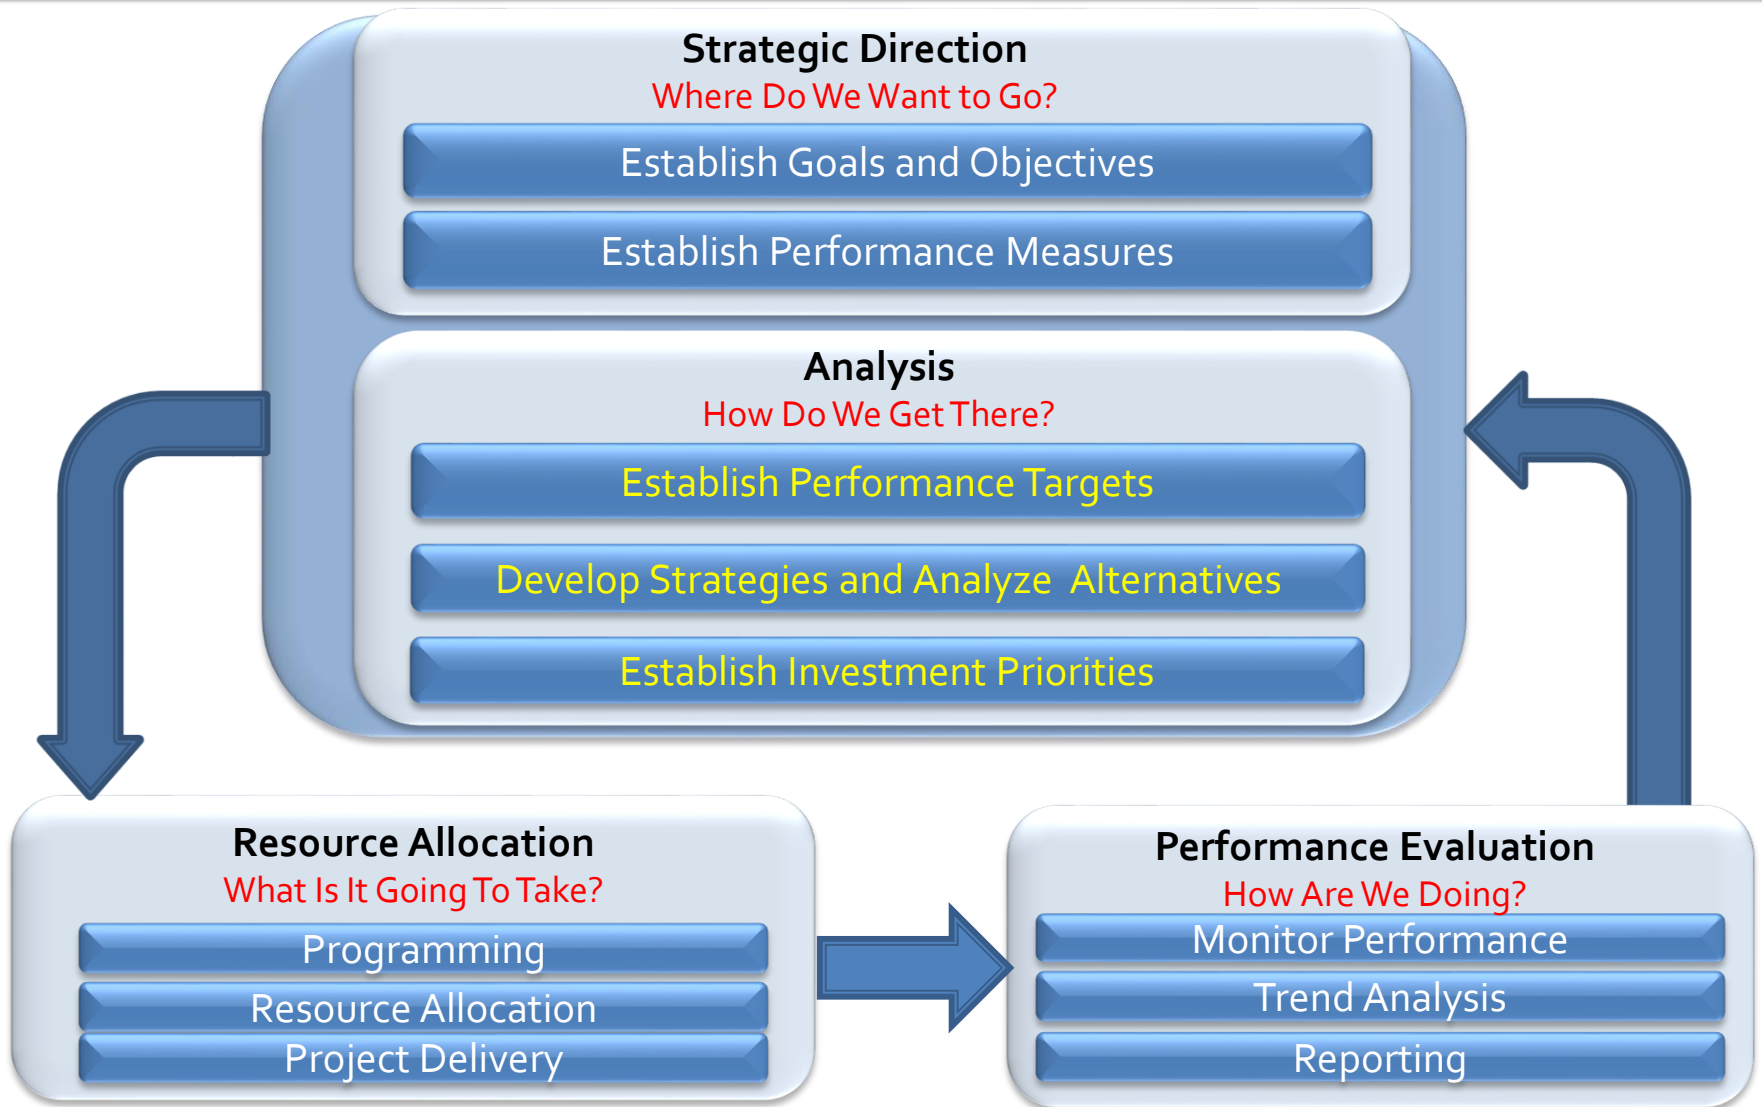 Strategic Direction
Where Do We Want to Go?
Establish Goals and Objectives
Establish Performance Measures
Analysis
How Do We Get There?
Establish Performance Targets
Develop Strategies and Analyze Alternatives
Establish Investment Priorities
Resource Allocation
What Is It Going To Take?
Programming
Resource Allocation
Project Delivery
Performance Evaluation
How Are We Doing?
Monitor Performance
Trend Analysis
Reporting